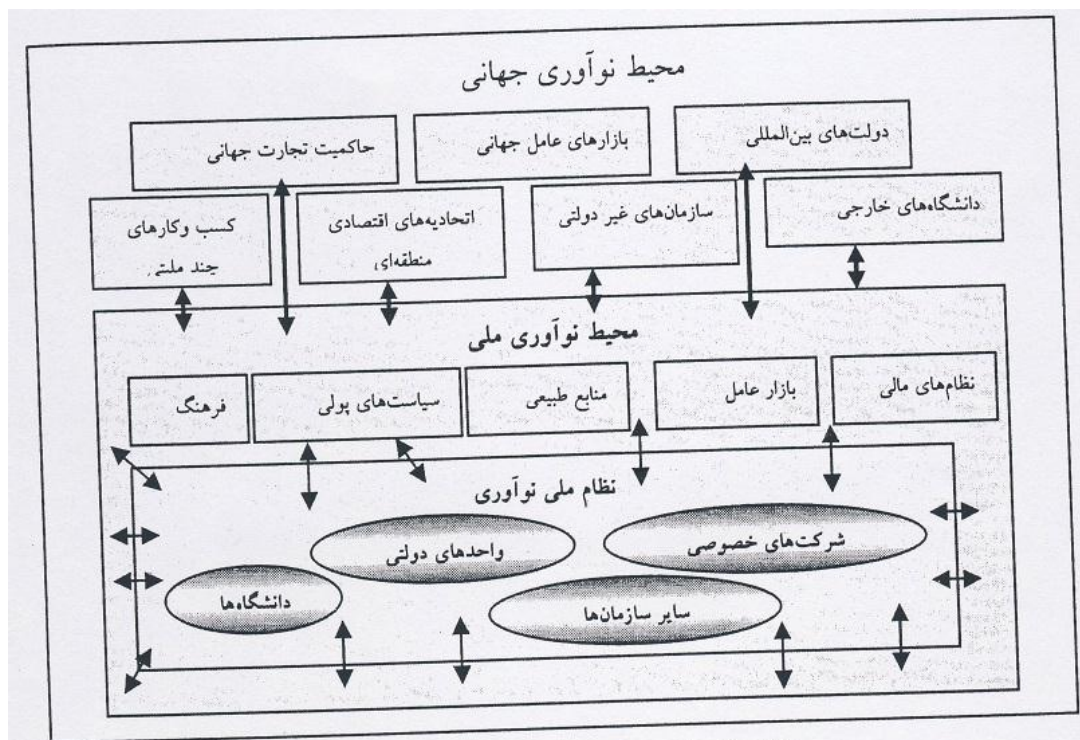 محیط نوآوری جهانی
دولت‌های بین‌المللی
بازارهای عامل جهانی
حاکمیت تجارت جهانی
دانشگاه‌های خارجی
سازمان‌های غیر دولتی
اتحادیه‌های اقتصادی
منطقه‌ای
کسب وکارهای
چند ملتی
محیط نوآوری ملی
نظام‌های مالی
بازار عامل
منابع طبیعی
سیاست‌های پولی
فرهنگ
نظام ملی نوآوری
شرکت‌های خصوصی
واحدهای دولتی
سایر سازمان‌ها
دانشگاه‌ها